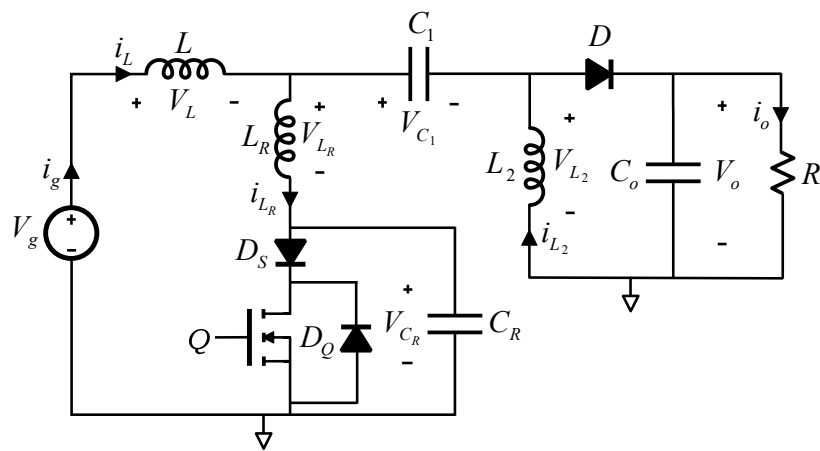 i_L L C_1 D
+ V_L - + V_{C_1} -
L_R + V_{L_R} - i_{L_R}
L_2 + V_{L_2} - i_{L_2}
C_o + V_o - i_o R
i_g V_g + -
D_S
Q D_Q + V_{C_R} - C_R